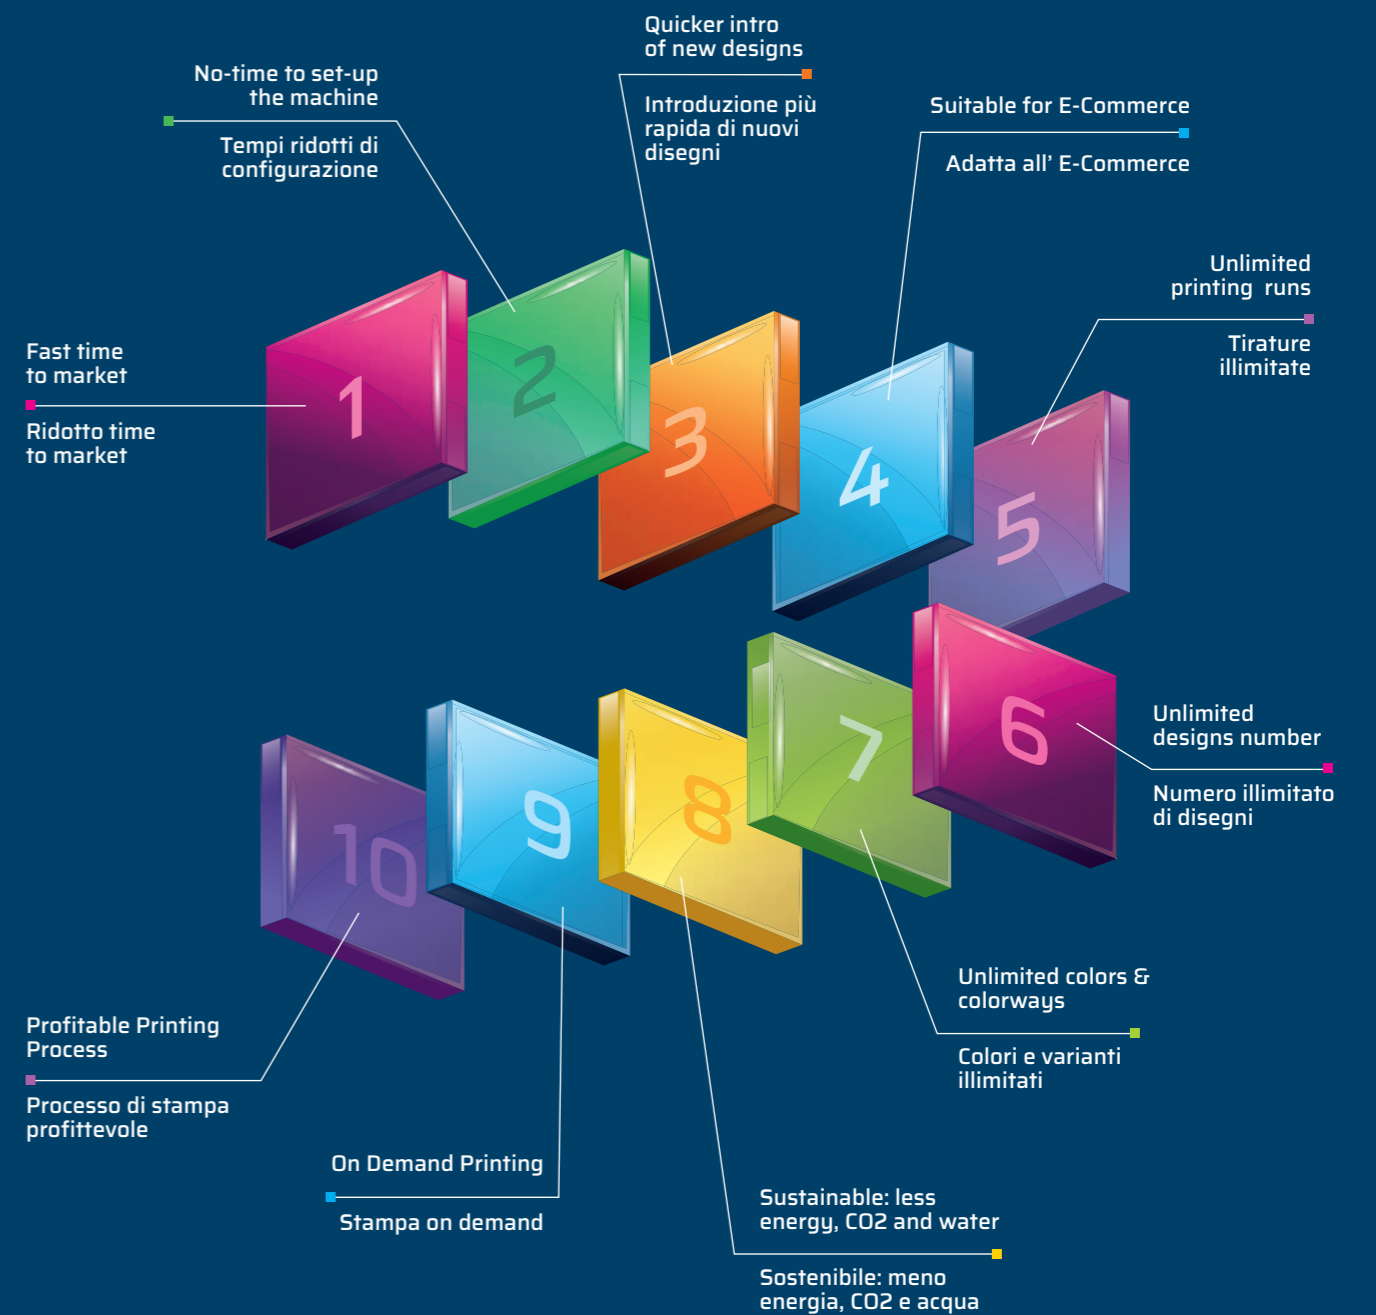 Fast time
to market
Ridotto time
to market
1
No-time to set-up
the machine
Tempi ridotti di
configurazione
2
Quicker intro
of new designs
Introduzione più
rapida di nuovi
disegni
3
Suitable for E-Commerce
Adatta all' E-Commerce
4
Unlimited
printing runs
Tirature
illimitate
5
Unlimited
designs number
Numero illimitato
di disegni
6
Unlimited colors &
colorways
Colori e varianti
illimitati
7
Sustainable: less
energy, CO2 and water
Sostenibile: meno
energia, CO2 e acqua
8
On Demand Printing
Stampa on demand
9
Profitable Printing
Process
Processo di stampa
profittevole
10